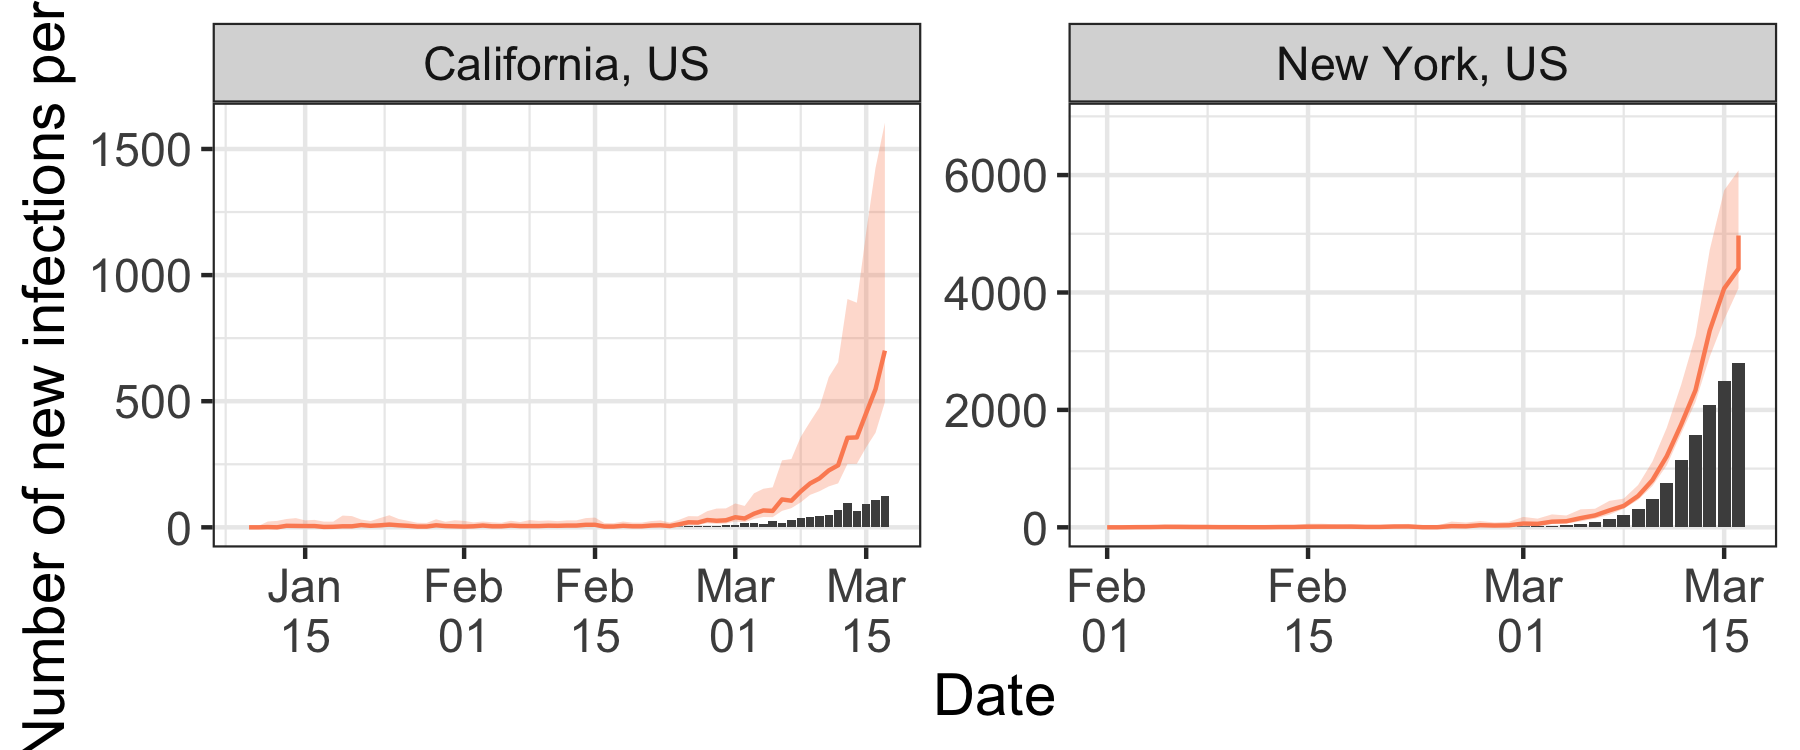 Number of new infections per
California, US
New York, US
1500
1000
500
0
6000
4000
2000
0
Jan 15
Feb 01
Feb 15
Mar 01
Mar 15
Feb 01
Feb 15
Mar 01
Mar 15
Date